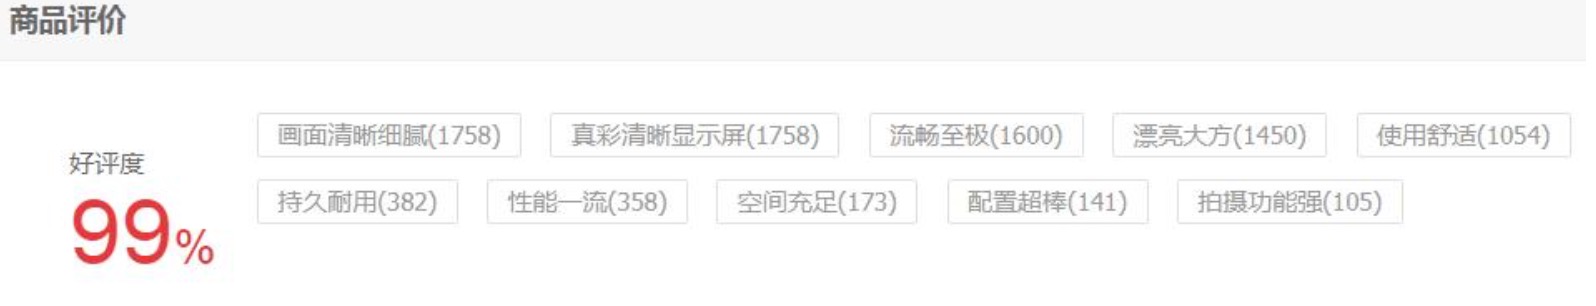 商品评价
画面清晰细腻(1758) 真彩清晰显示屏(1758) 流畅至极(1600) 漂亮大方(1450) 使用舒适(1054)
好评度
持久耐用(382) 性能一流(358) 空间充足(173) 配置超棒(141) 拍摄功能强(105)
99%